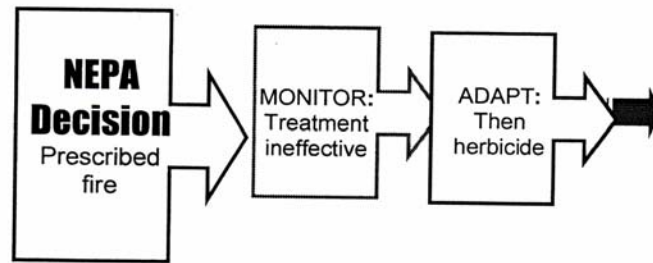 NEPA
Decision
Prescribed
fire
MONITOR:
Treatment
ineffective
ADAPT:
Then
herbicide